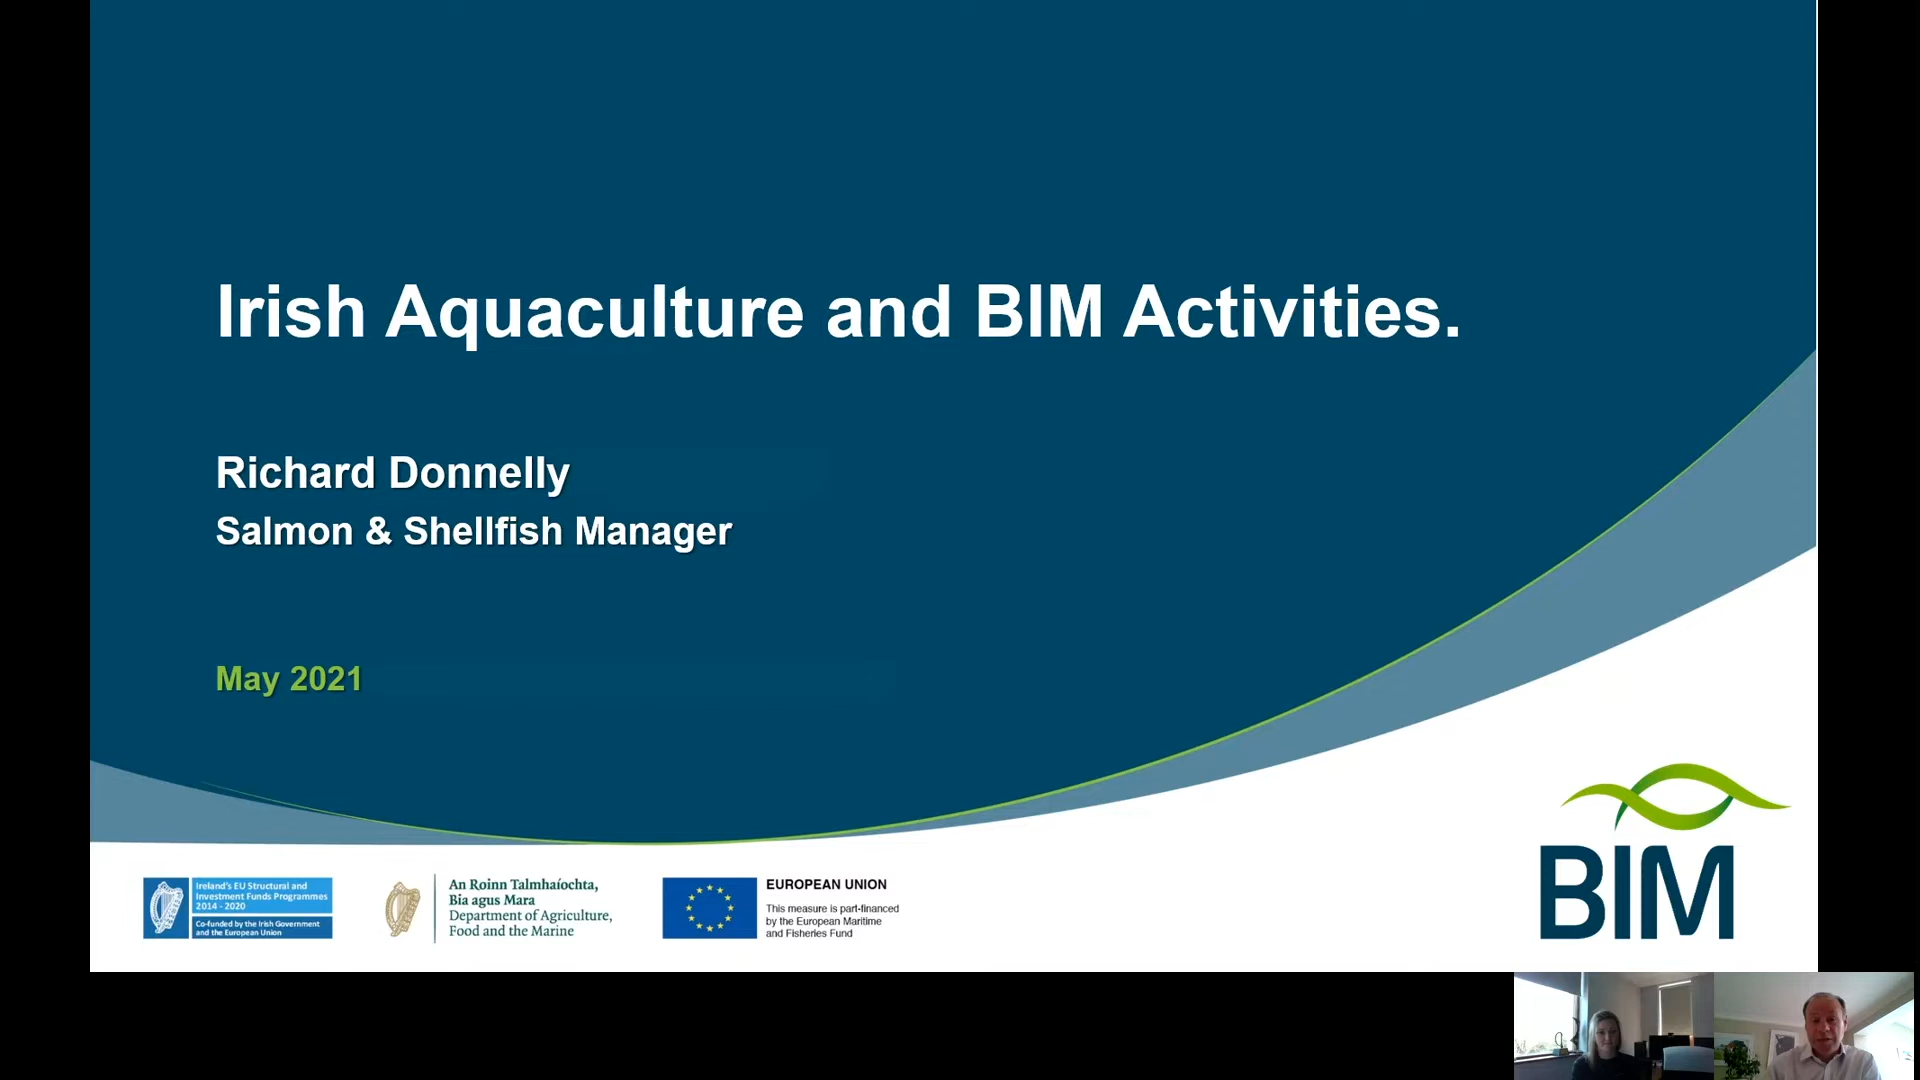 Irish Aquaculture and BIM Activities.
Richard Donnelly
Salmon & Shellfish Manager
May 2021
Ireland's EU Structural and
Investment Funds Programmes
2014 - 2020
Co-funded by the Irish Government
and the European Union
An Roinn Talmhaíochta,
Bia agus Mara
Department of Agriculture,
Food and the Marine
EUROPEAN UNION
This measure is part-financed
by the European Maritime
and Fisheries Fund
BIM